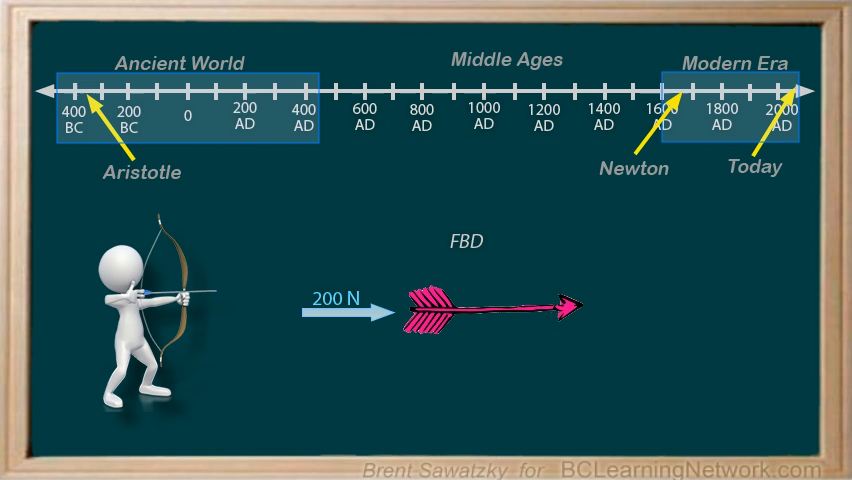 Ancient World
Middle Ages
Modern Era
400
BC
200
BC
0
200
AD
400
AD
600
AD
800
AD
1000
AD
1200
AD
1400
AD
1600
AD
1800
AD
2000
AD
Aristotle
Newton
Today
FBD
200 N
Brent Sawatzky for BCLearningNetwork.com